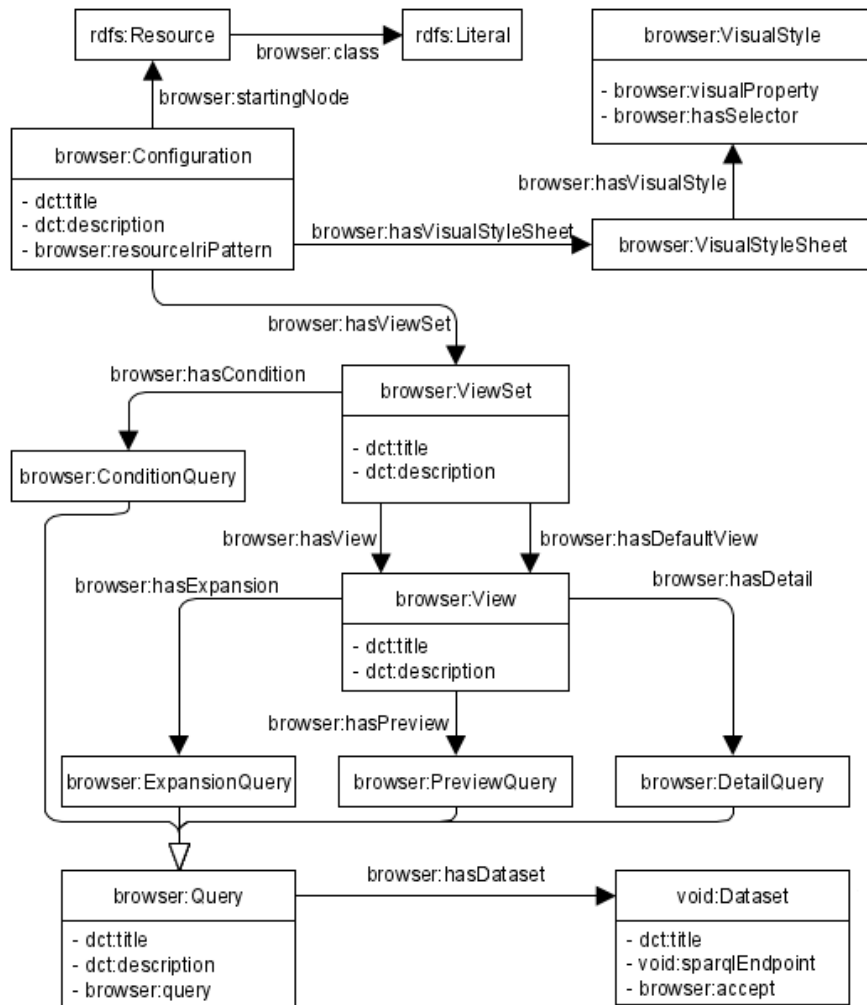 rdfs:Resource
browser:class
rdfs:Literal
browser:VisualStyle
- browser:visualProperty
- browser:hasSelector
browser:startingNode
browser:Configuration
- dct:title
- dct:description
- browser:resourceIriPattern
browser:hasVisualStyle
browser:hasVisualStyleSheet
browser:VisualStyleSheet
browser:hasViewSet
browser:hasCondition
browser:ViewSet
- dct:title
- dct:description
browser:ConditionQuery
browser:hasView
browser:hasDefaultView
browser:hasExpansion
browser:View
browser:hasDetail
- dct:title
- dct:description
browser:hasPreview
browser:ExpansionQuery
browser:PreviewQuery
browser:DetailQuery
browser:Query
- dct:title
- dct:description
- browser:query
browser:hasDataset
void:Dataset
- dct:title
- void:sparqlEndpoint
- browser:accept